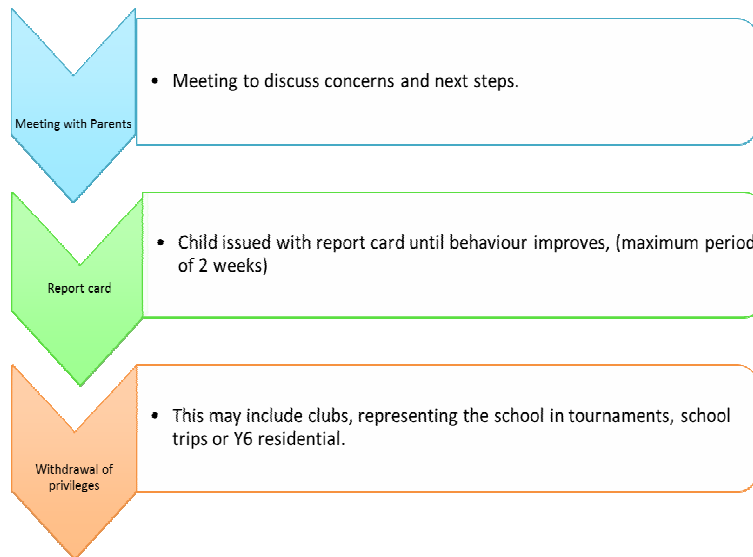 Meeting with Parents
• Meeting to discuss concerns and next steps.
Report card
• Child issued with report card until behaviour improves, (maximum period
of 2 weeks)
Withdrawal of
privileges
• This may include clubs, representing the school in tournaments, school
trips or Y6 residential.